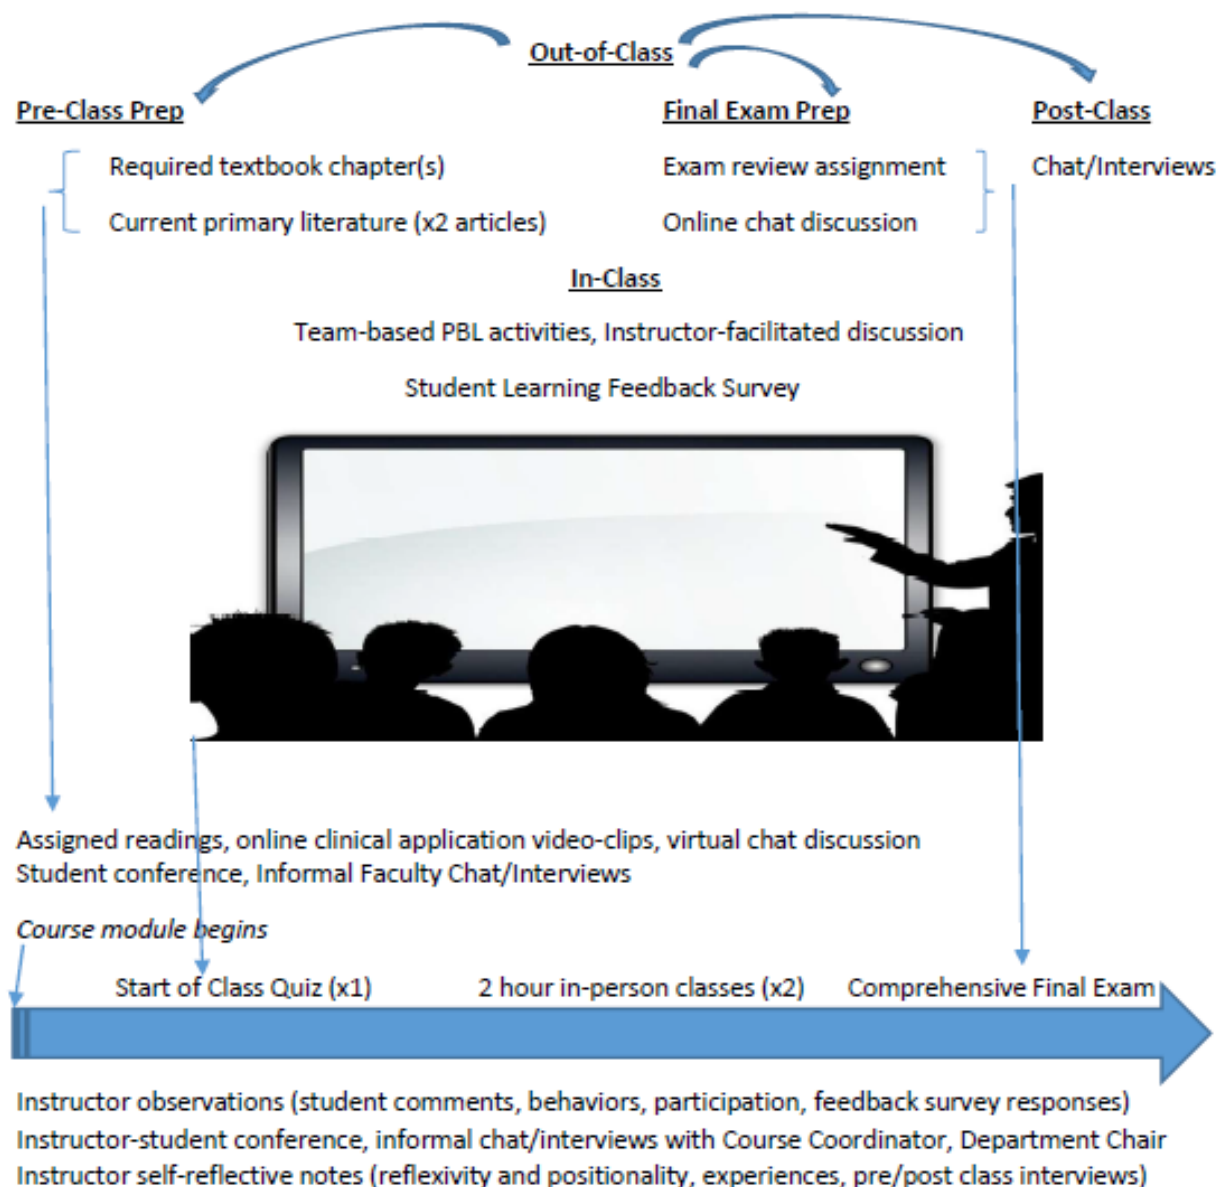 Out-of-Class
Pre-Class Prep
Final Exam Prep
Post-Class
Required textbook chapter(s)
Exam review assignment
Chat/Interviews
Current primary literature (x2 articles)
Online chat discussion
In-Class
Team-based PBL activities, Instructor-facilitated discussion
Student Learning Feedback Survey
Assigned readings, online clinical application video-clips, virtual chat discussion
Student conference, Informal Faculty Chat/Interviews
Course module begins
Start of Class Quiz (x1)
2 hour in-person classes (x2)
Comprehensive Final Exam
Instructor observations (student comments, behaviors, participation, feedback survey responses)
Instructor-student conference, informal chat/interviews with Course Coordinator, Department Chair
Instructor self-reflective notes (reflexivity and positionality, experiences, pre/post class interviews)